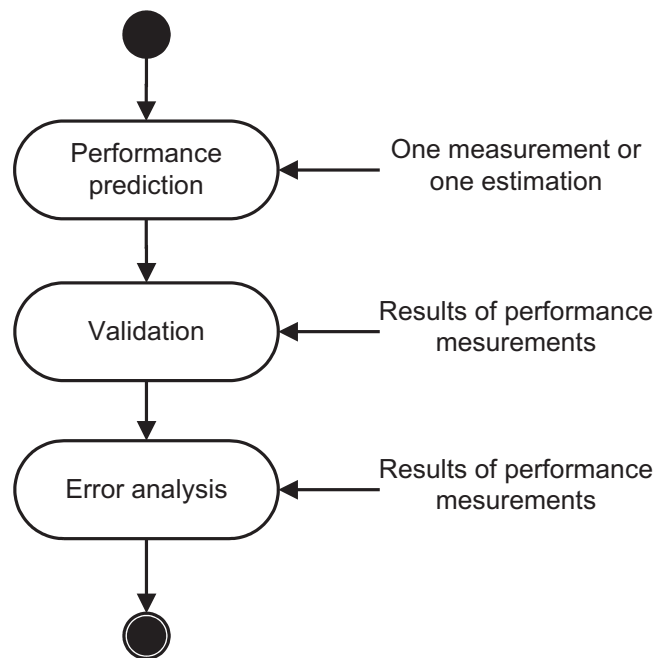 Performance
prediction
One measurement or
one estimation
Validation
Results of performance
mesurements
Error analysis
Results of performance
mesurements